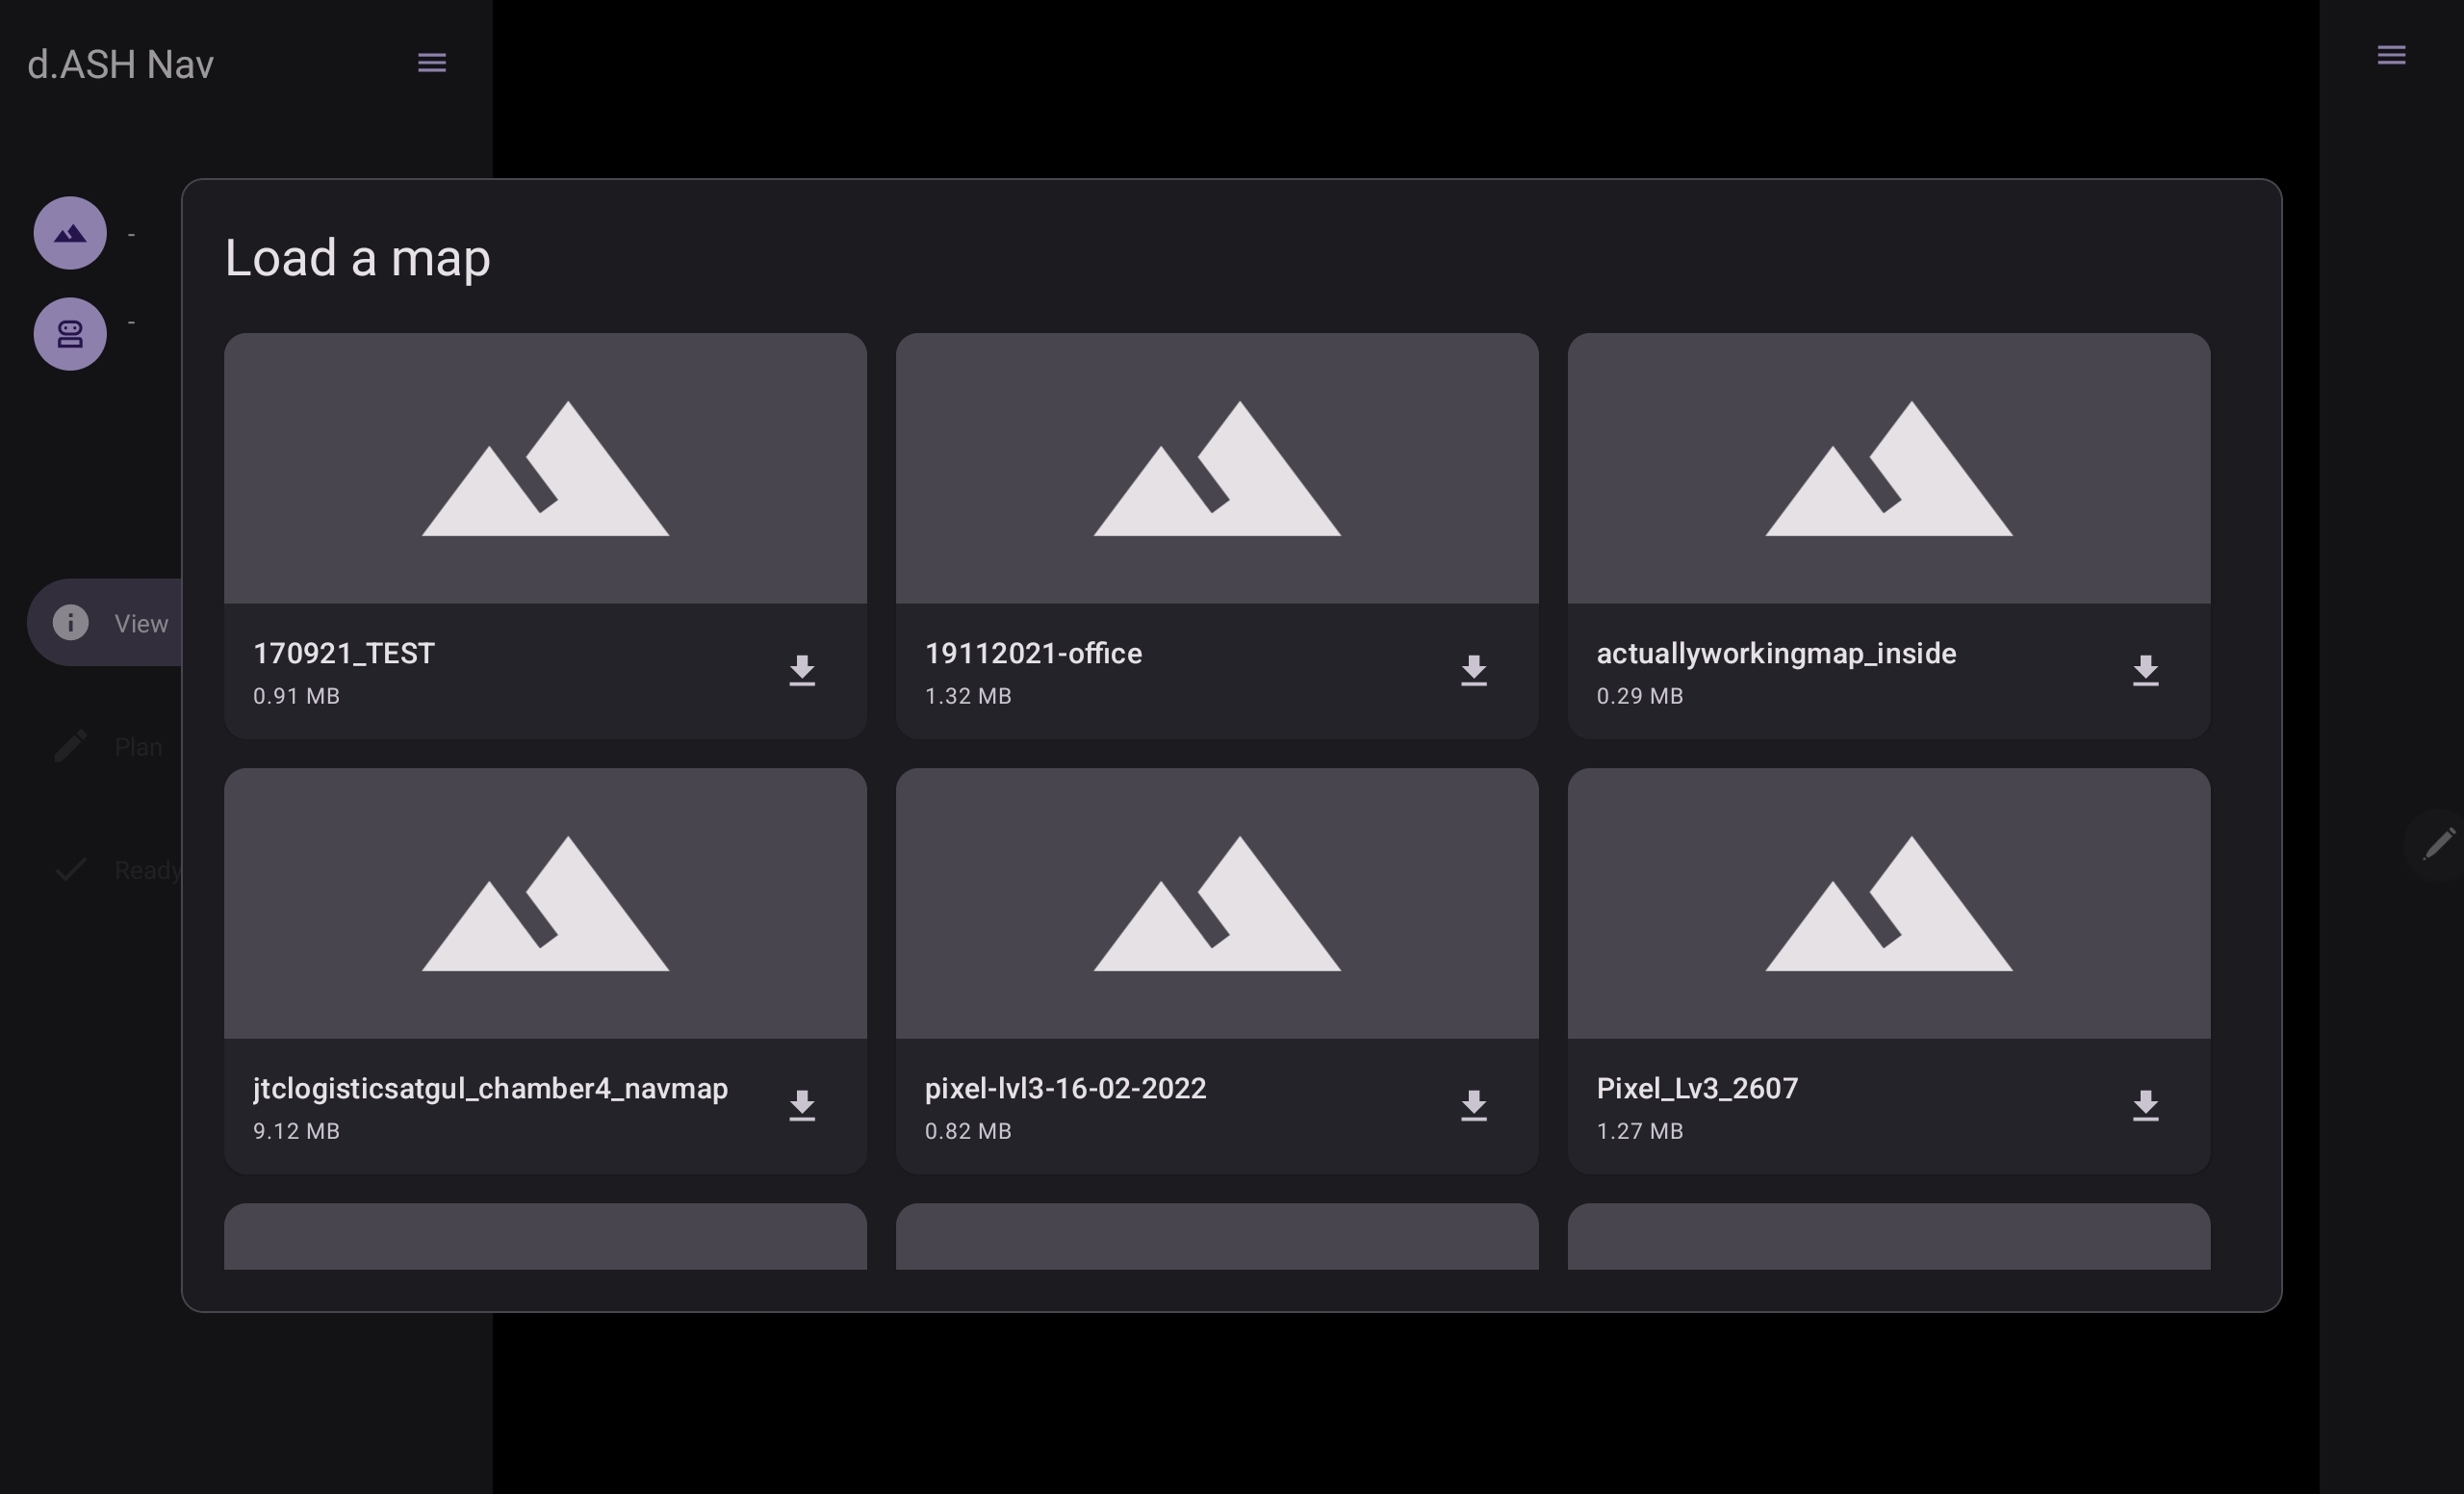 d.ASH Nav
-
-
View
Plan
Ready
Load a map
170921_TEST
0.91 MB
19112021-office
1.32 MB
actuallyworkingmap_inside
0.29 MB
jtclogisticsatgul_chamber4_navmap
9.12 MB
pixel-lvl3-16-02-2022
0.82 MB
Pixel_Lv3_2607
1.27 MB